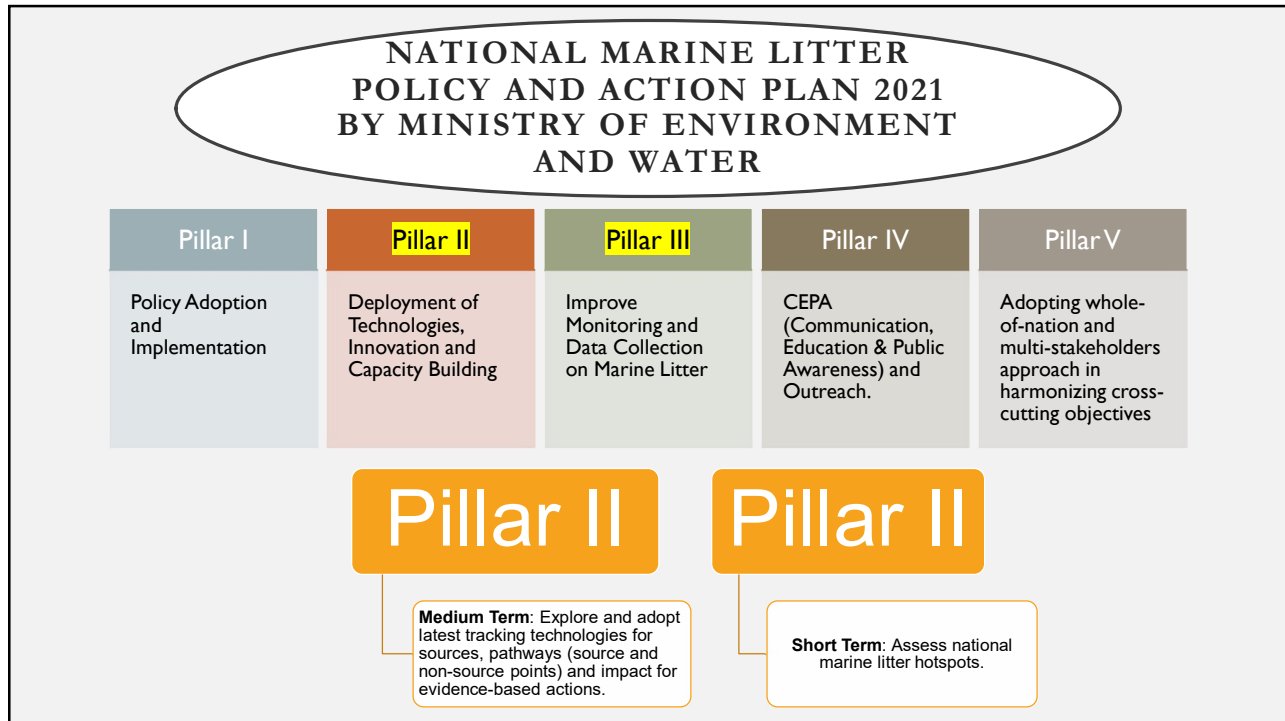 NATIONAL MARINE LITTER
POLICY AND ACTION PLAN 2021
BY MINISTRY OF ENVIRONMENT
AND WATER
Pillar I
Policy Adoption
and
Implementation
Pillar II
Deployment of
Technologies,
Innovation and
Capacity Building
Pillar III
Improve
Monitoring and
Data Collection
on Marine Litter
Pillar IV
CEPA
(Communication,
Education & Public
Awareness) and
Outreach.
Pillar V
Adopting whole-
of-nation and
multi-stakeholders
approach in
harmonizing cross-
cutting objectives
Pillar II
Medium Term: Explore and adopt
latest tracking technologies for
sources, pathways (source and
non-source points) and impact for
evidence-based actions.
Pillar II
Short Term: Assess national
marine litter hotspots.